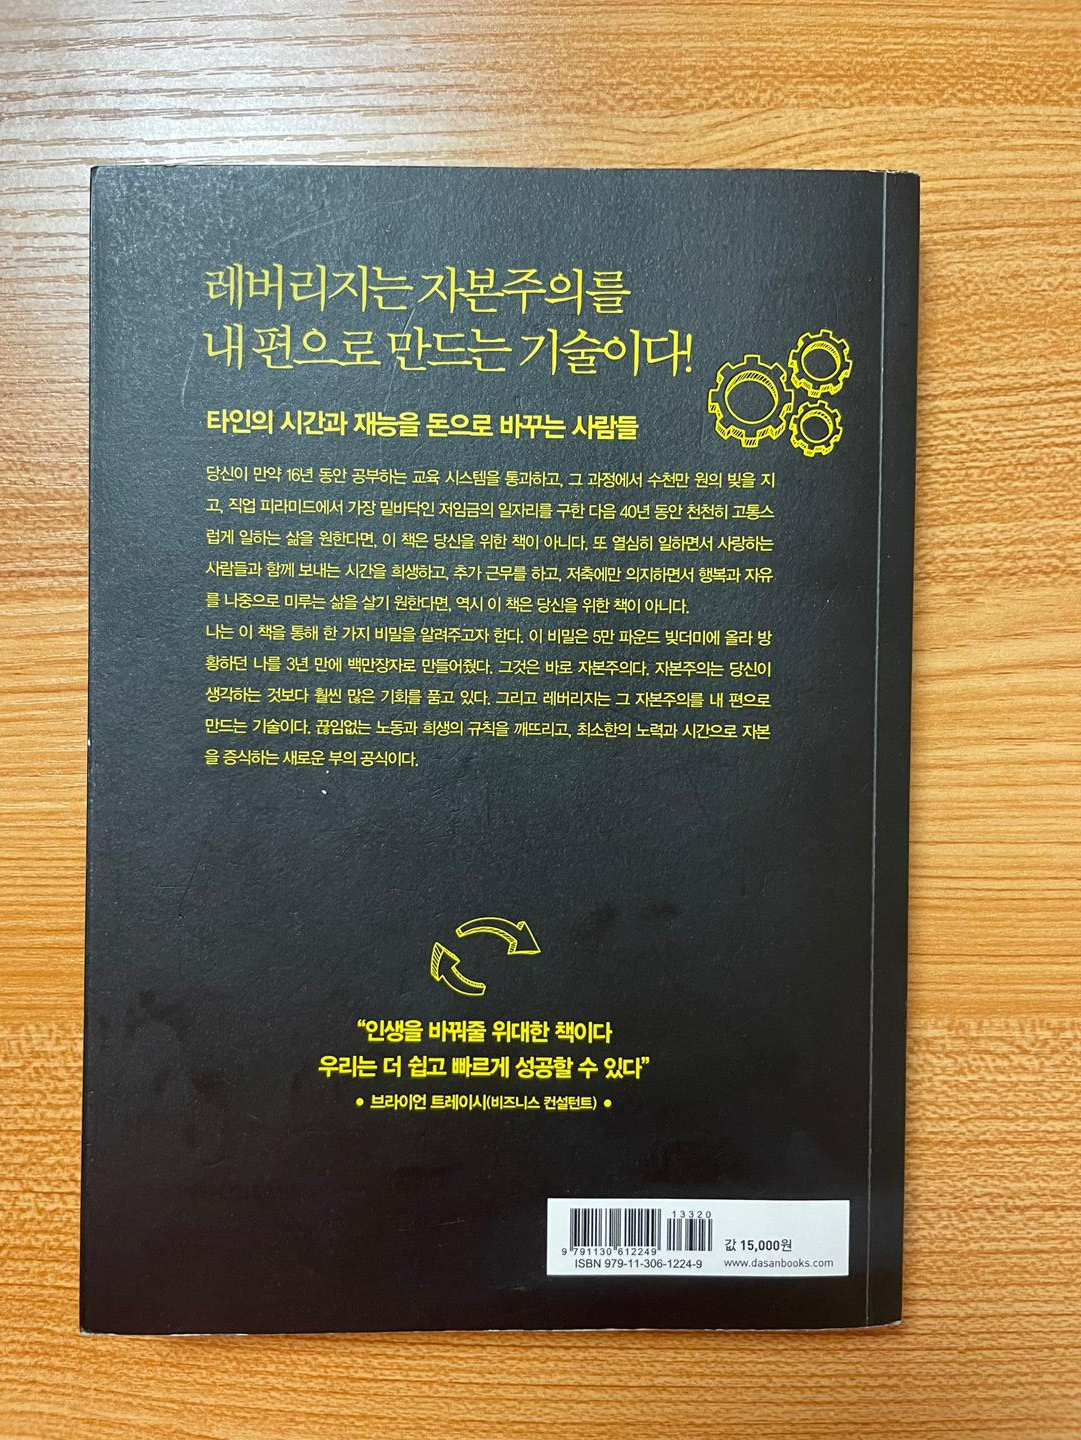 레버리지는 자본주의를
내 편으로 만드는 기술이다!
타인의 시간과 재능을 돈으로 바꾸는 사람들
당신이 만약 16년 동안 공부하는 교육 시스템을 통과하고, 그 과정에서 수천만 원의 빚을 지
고, 직업 피라미드에서 가장 밑바닥인 저임금의 일자리를 구한 다음 40년 동안 천천히 고통스
럽게 일하는 삶을 원한다면, 이 책은 당신을 위한 책이 아니다. 또 열심히 일하면서 사랑하는
사람들과 함께 보내는 시간을 희생하고, 추가 근무를 하고, 저축에만 의지하면서 행복과 자유
를 나중으로 미루는 삶을 살기 원한다면, 역시 이 책은 당신을 위한 책이 아니다.
나는 이 책을 통해 한 가지 비밀을 알려주고자 한다. 이 비밀은 5만 파운드 빚더미에 올라 방
황하던 나를 3년 만에 백만장자로 만들어줬다. 그것은 바로 자본주의다. 자본주의는 당신이
생각하는 것보다 훨씬 많은 기회를 품고 있다. 그리고 레버리지는 그 자본주의를 내 편으로
만드는 기술이다. 끊임없는 노동과 희생의 규칙을 깨뜨리고, 최소한의 노력과 시간으로 자본
을 증식하는 새로운 부의 공식이다.
“인생을 바꿔줄 위대한 책이다
우리는 더 쉽고 빠르게 성공할 수 있다”
• 브라이언 트레이시(비즈니스 컨설턴트) •
13320
9 791130 612249
ISBN 979-11-306-1224-9
값 15,000원
www.dasanbooks.com